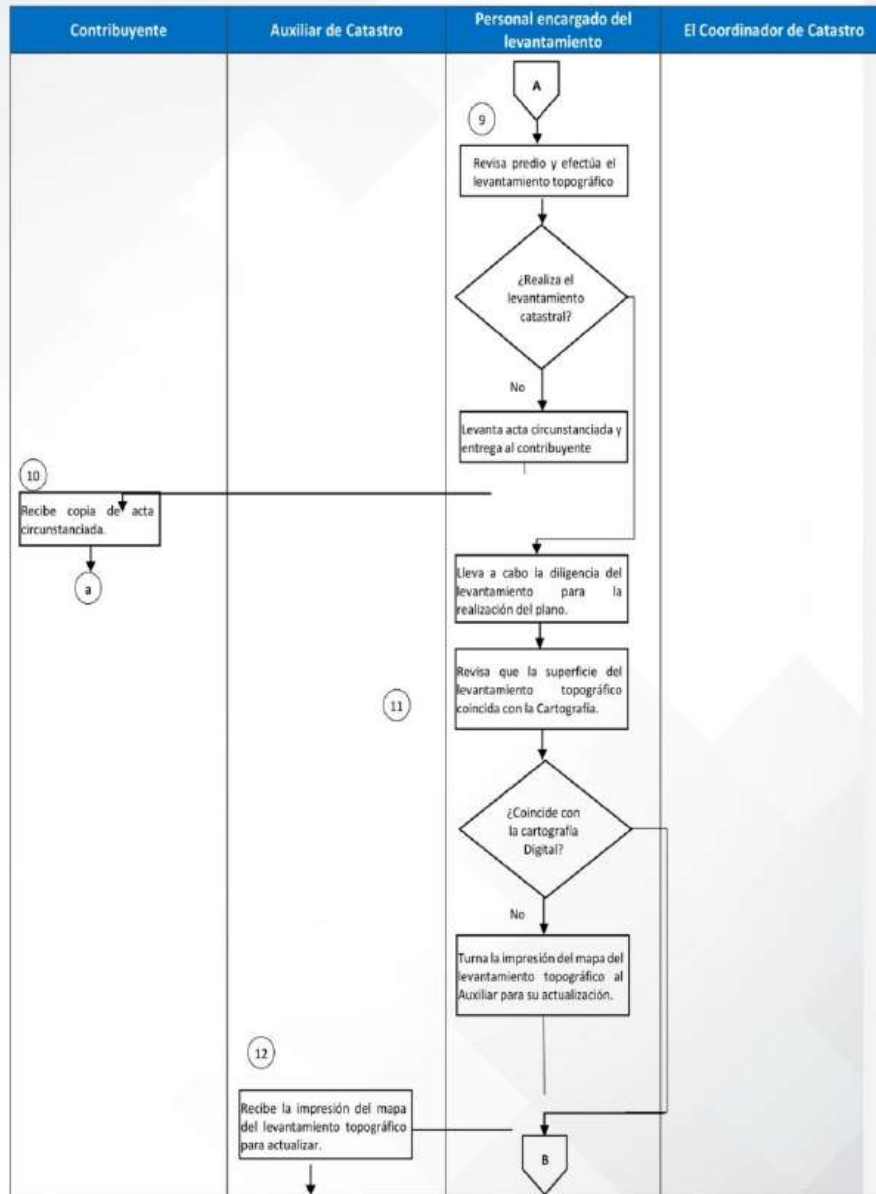 Contribuyente
Auxiliar de Catastro
Personal encargado del
levantamiento
El Coordinador de Catastro
A
9
Revisa predio y efectúa el
levantamiento topográfico
¿Realiza el
levantamiento
catastral?
No
Levanta acta circunstanciada y
entrega al contribuyente
10
Recibe copia de acta
circunstanciada.
a
Lleva a cabo la diligencia del
levantamiento para la
realización del plano.
Revisa que la superficie del
levantamiento topográfico
coincida con la Cartografía.
11
¿Coincide con
la cartografía
Digital?
No
Turna la impresión del mapa del
levantamiento topográfico al
Auxiliar para su actualización.
12
Recibe la impresión del mapa
del levantamiento topográfico
para actualizar.
B